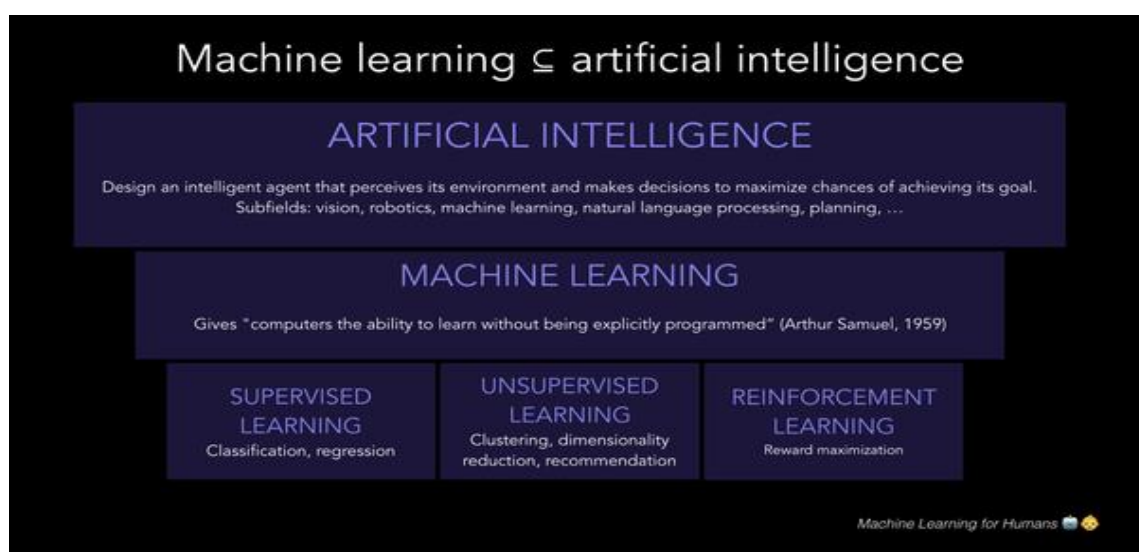 Machine learning ⊆ artificial intelligence
ARTIFICIAL INTELLIGENCE
Design an intelligent agent that perceives its environment and makes decisions to maximize chances of achieving its goal.
Subfields: vision, robotics, machine learning, natural language processing, planning, ...
MACHINE LEARNING
Gives "computers the ability to learn without being explicitly programmed" (Arthur Samuel, 1959)
SUPERVISED
LEARNING
Classification, regression
UNSUPERVISED
LEARNING
Clustering, dimensionality
reduction, recommendation
REINFORCEMENT
LEARNING
Reward maximization
Machine Learning for Humans 🤖👶